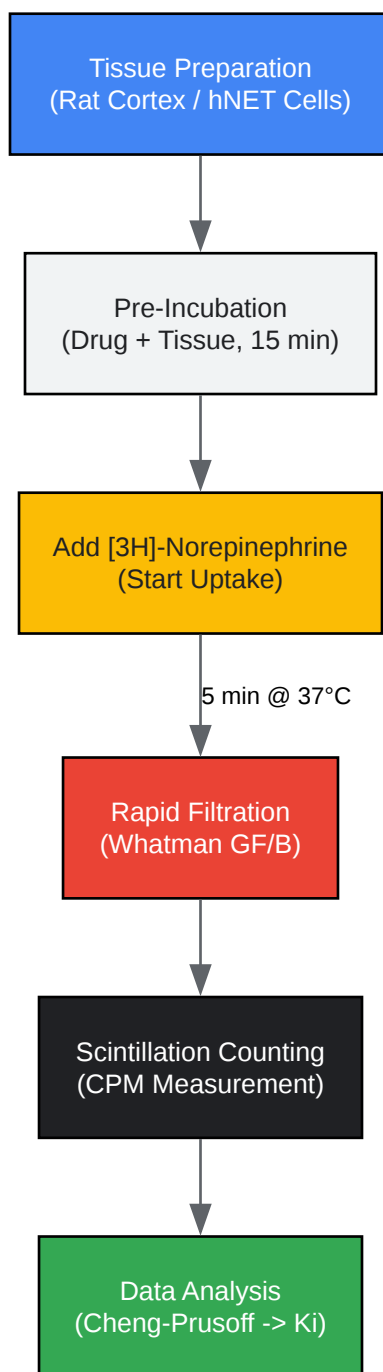 Tissue Preparation
(Rat Cortex / hNET Cells)
Pre-Incubation
(Drug + Tissue, 15 min)
Add [3H]-Norepinephrine
(Start Uptake)
5 min @ 37°C
Rapid Filtration
(Whatman GF/B)
Scintillation Counting
(CPM Measurement)
Data Analysis
(Cheng-Prusoff -> Ki)